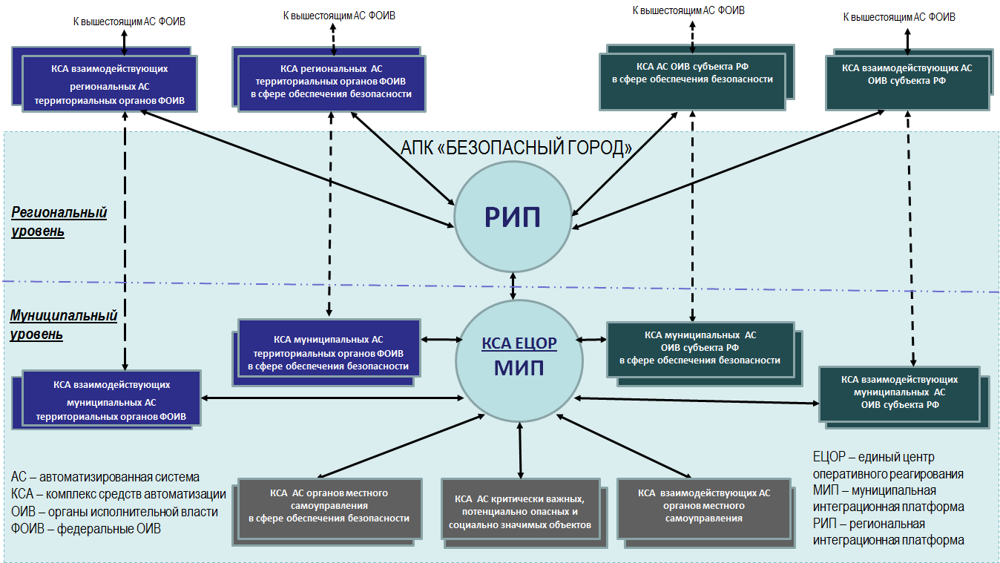 К вышестоящим АС ФОИВ
К вышестоящим АС ФОИВ
К вышестоящим АС ФОИВ
К вышестоящим АС ФОИВ
КСА взаимодействующих
региональных АС
территориальных органов ФОИВ
КСА региональных АС
территориальных органов ФОИВ
в сфере обеспечения безопасности
КСА АС ОИВ субъекта РФ
в сфере обеспечения безопасности
КСА взаимодействующих АС
ОИВ субъекта РФ
АПК «БЕЗОПАСНЫЙ ГОРОД»
РИП
Региональный
уровень
Муниципальный
уровень
КСА муниципальных АС
территориальных органов ФОИВ
в сфере обеспечения безопасности
КСА ЕЦОР
МИП
КСА муниципальных АС
ОИВ субъекта РФ
в сфере обеспечения безопасности
КСА взаимодействующих
муниципальных АС
территориальных органов ФОИВ
КСА взаимодействующих
муниципальных АС
ОИВ субъекта РФ
АС – автоматизированная система
КСА – комплекс средств автоматизации
ОИВ – органы исполнительной власти
ФОИВ – федеральные ОИВ
КСА АС органов местного
самоуправления
в сфере обеспечения безопасности
КСА АС критически важных,
потенциально опасных и
социально значимых объектов
КСА взаимодействующих АС
органов местного
самоуправления
ЕЦОР – единый центр
оперативного реагирования
МИП – муниципальная
интеграционная платформа
РИП – региональная
интеграционная платформа